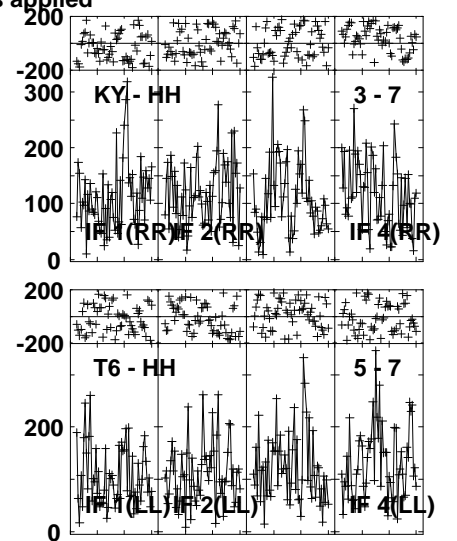 s applied
200
-200
300
KY - HH 3 - 7
200
100
IF 1(RR) IF 2(RR) IF 4(RR)
0
200
-200
T6 - HH 5 - 7
200
IF 1(LL) IF 2(LL) IF 4(LL)
0